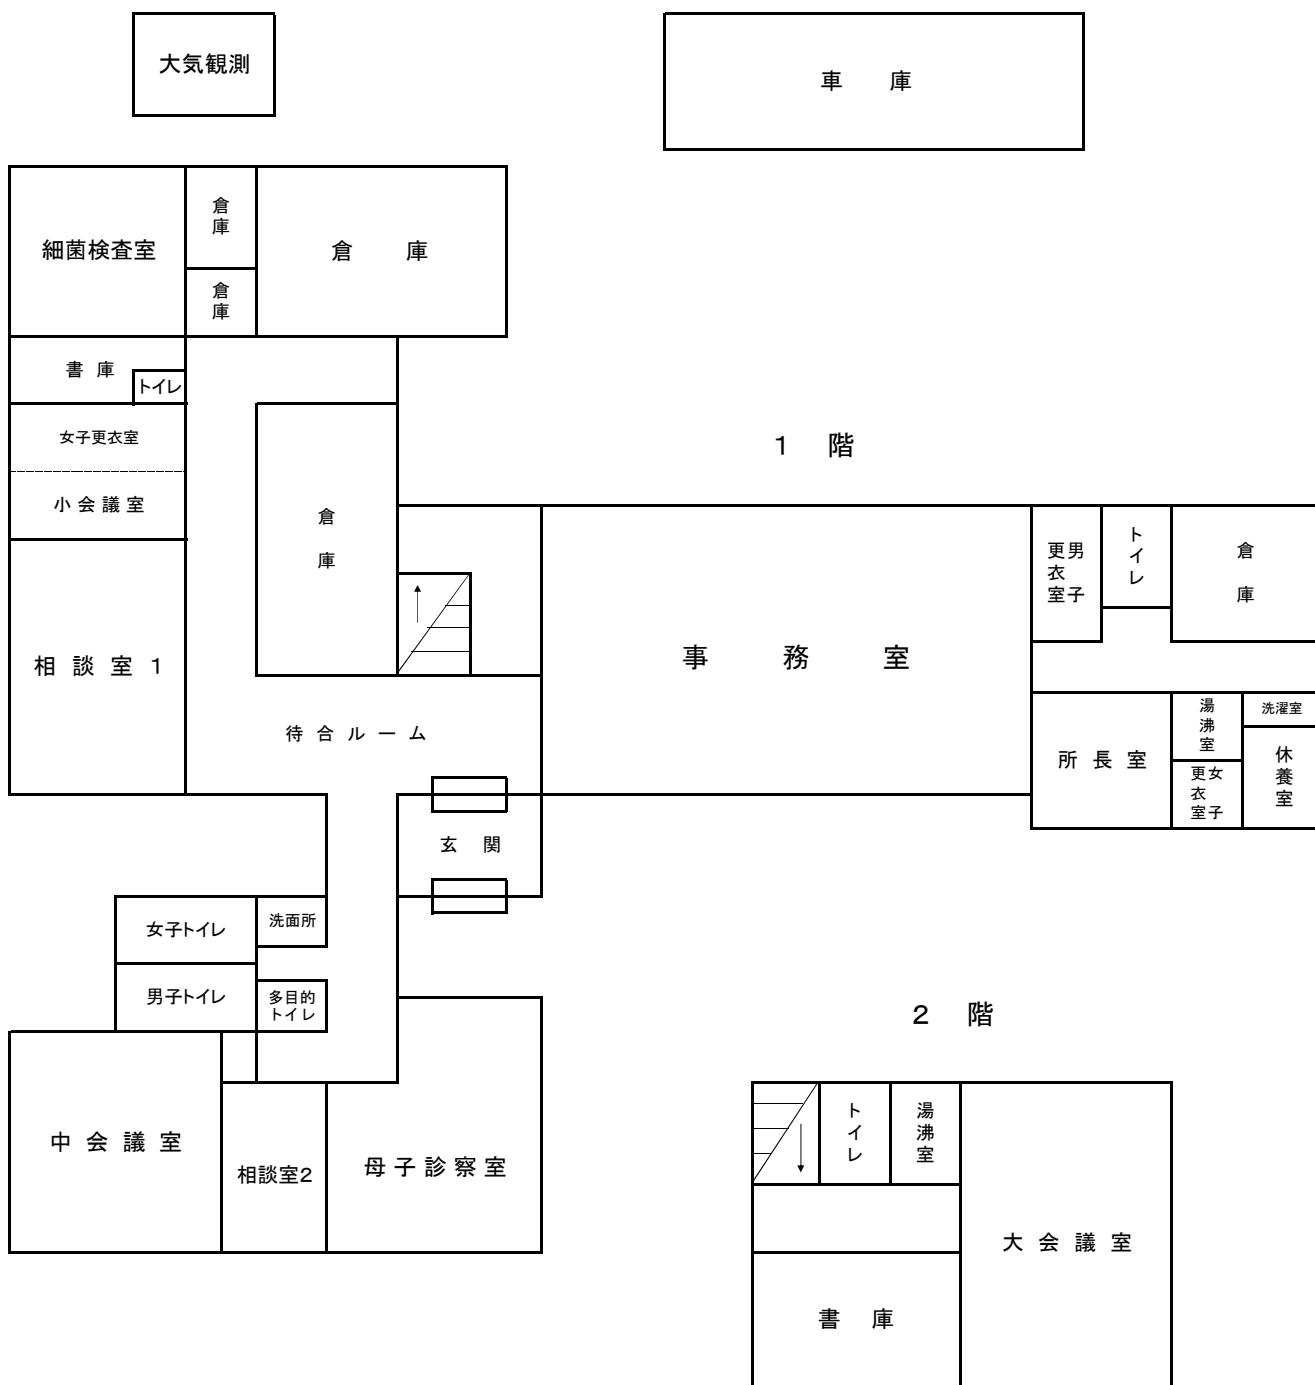 大気観測
車庫
細菌検査室
倉庫
倉庫
倉庫
書庫
トイレ
女子更衣室
小会議室
相談室1
倉庫
1階
事務室
男子更衣室
トイレ
倉庫
待合ルーム
所長室
湯沸室
洗濯室
女子更衣室
休養室
玄関
女子トイレ
洗面所
男子トイレ
多目的
トイレ
中会議室
相談室2
母子診察室
2階
トイレ
湯沸室
大会議室
書庫